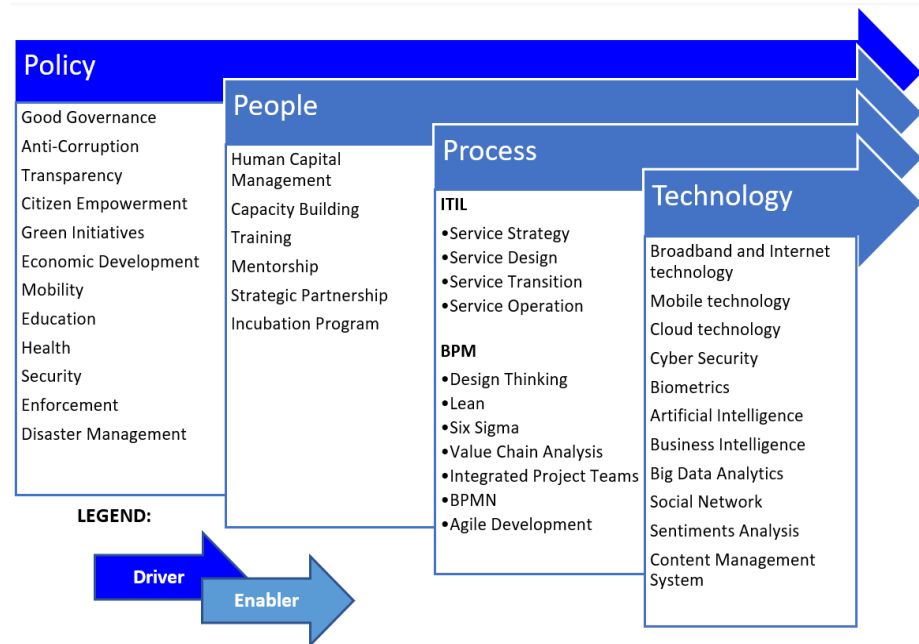 Policy
Good Governance
Anti-Corruption
Transparency
Citizen Empowerment
Green Initiatives
Economic Development
Mobility
Education
Health
Security
Enforcement
Disaster Management
People
Human Capital
Management
Capacity Building
Training
Mentorship
Strategic Partnership
Incubation Program
Process
ITIL
•Service Strategy
•Service Design
•Service Transition
•Service Operation
BPM
•Design Thinking
•Lean
•Six Sigma
•Value Chain Analysis
•Integrated Project Teams
•BPMN
•Agile Development
Technology
Broadband and Internet
technology
Mobile technology
Cloud technology
Cyber Security
Biometrics
Artificial Intelligence
Business Intelligence
Big Data Analytics
Social Network
Sentiments Analysis
Content Management
System
LEGEND:
Driver
Enabler